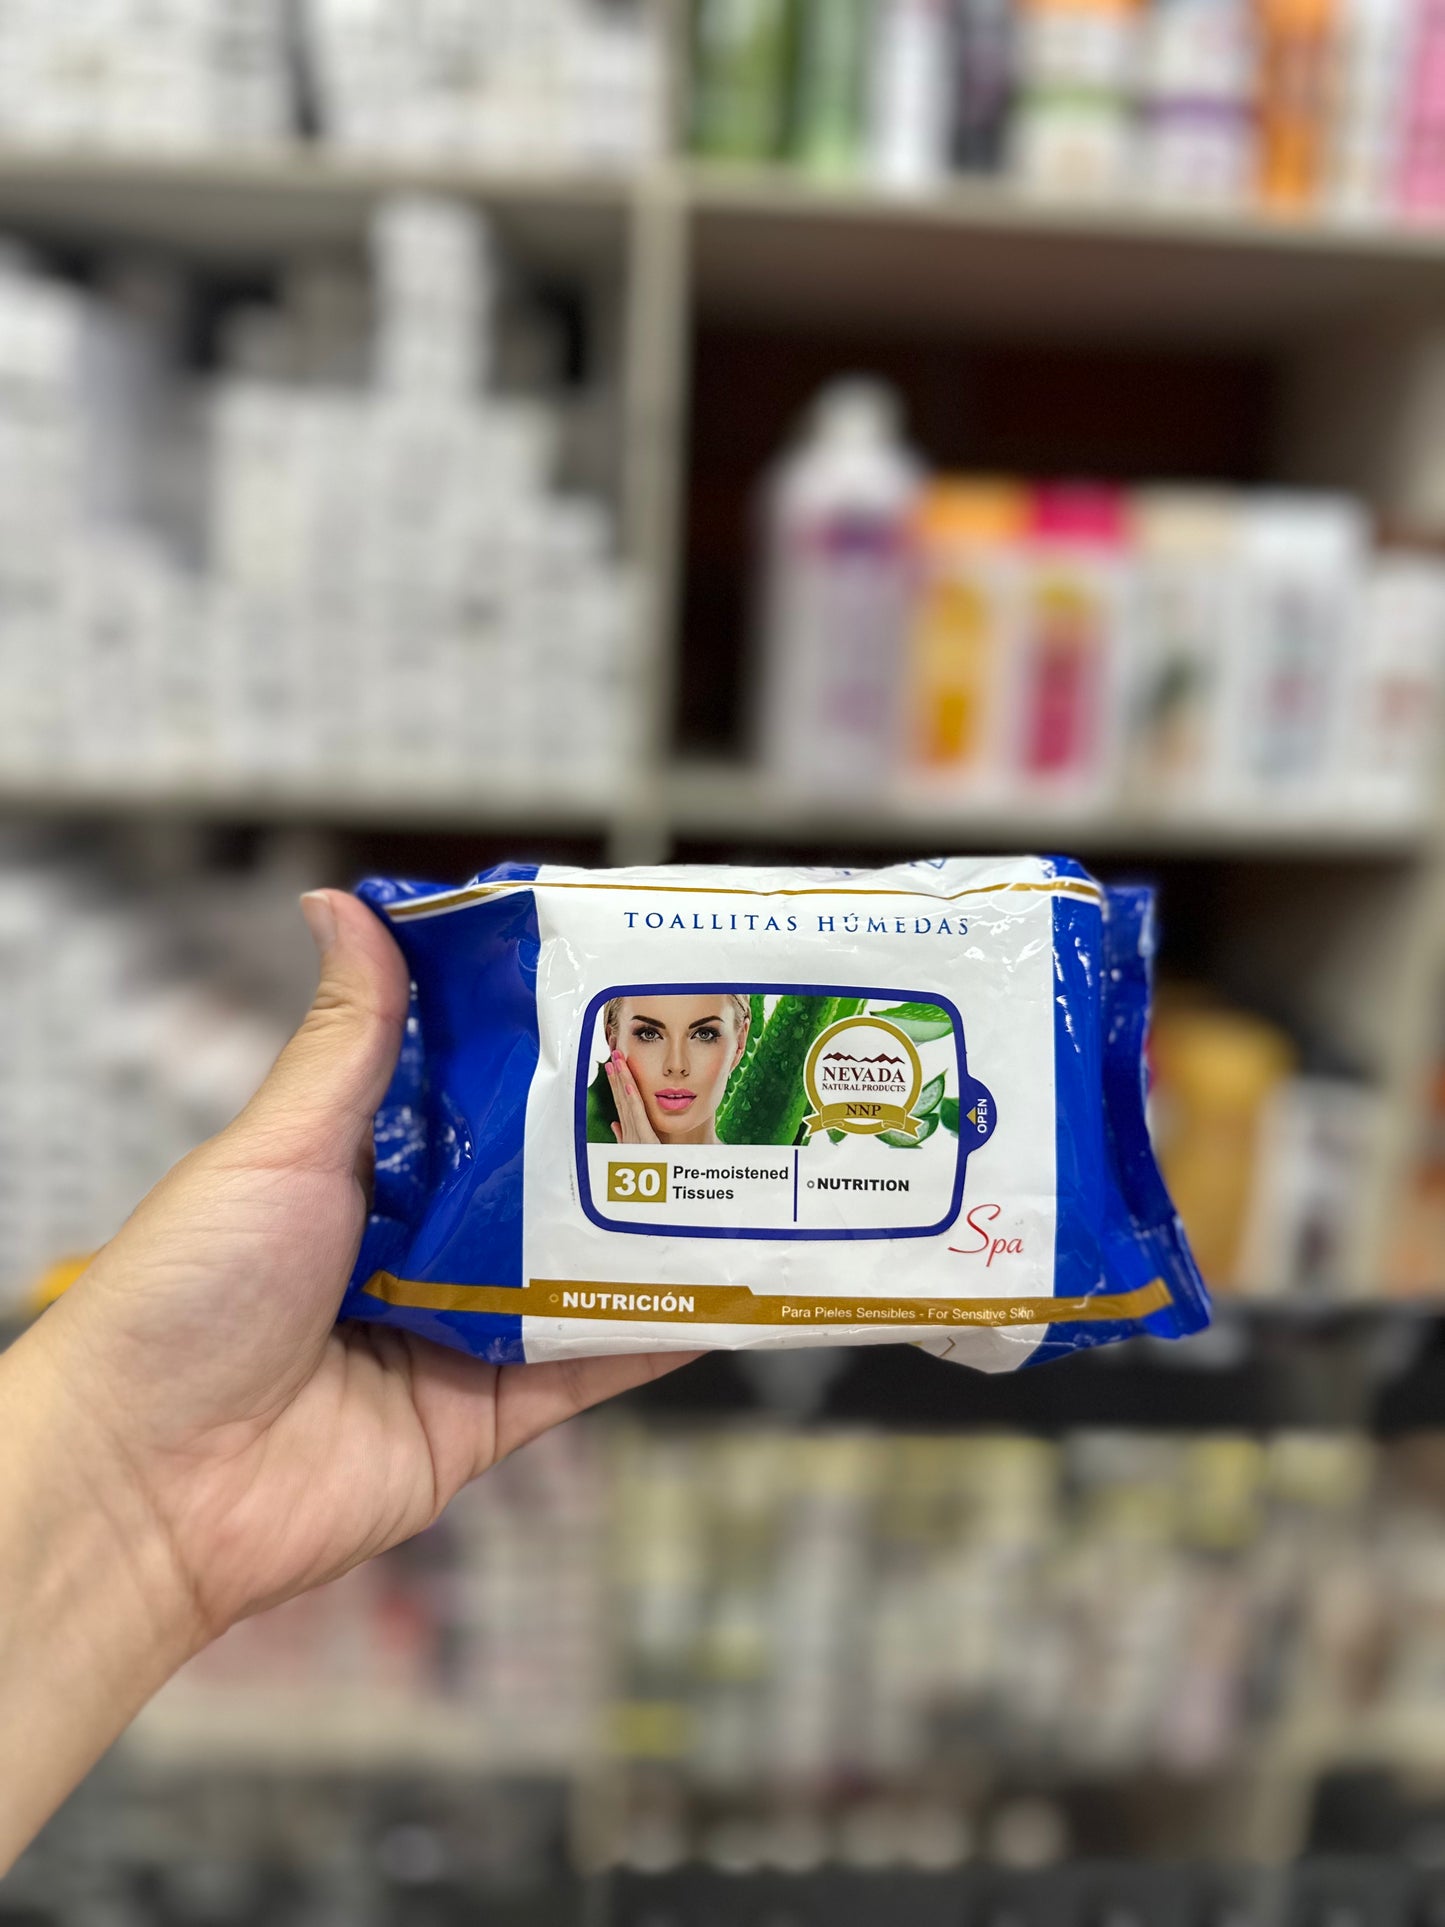 TOALLITAS HÚMEDAS
NEVADA
NATURAL PRODUCTS
NNP
OPEN
30 Pre-moistened
Tissues
NUTRITION
Spa
NUTRICIÓN
Para Pieles Sensibles - For Sensitive Skin